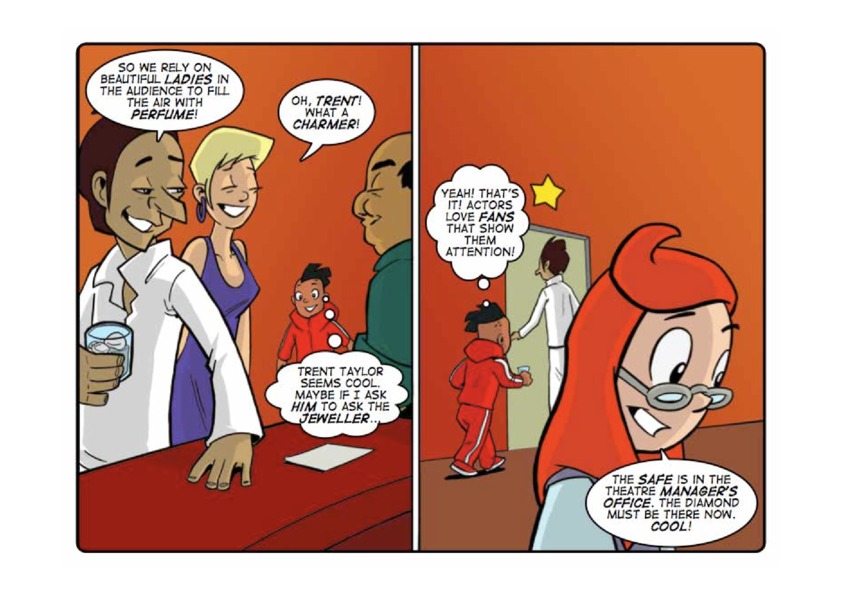 SO WE RELY ON
BEAUTIFUL LADIES IN
THE AUDIENCE TO FILL
THE AIR WITH
PERFUME!
OH, TRENT!
WHAT A
CHARMER!
TRENT TAYLOR
SEEMS COOL.
MAYBE IF I ASK
HIM TO ASK THE
JEWELLER...
YEAH! THAT'S
IT! ACTORS
LOVE FANS
THAT SHOW
THEM
ATTENTION!
THE SAFE IS IN THE
THEATRE MANAGER'S
OFFICE. THE DIAMOND
MUST BE THERE NOW.
COOL!